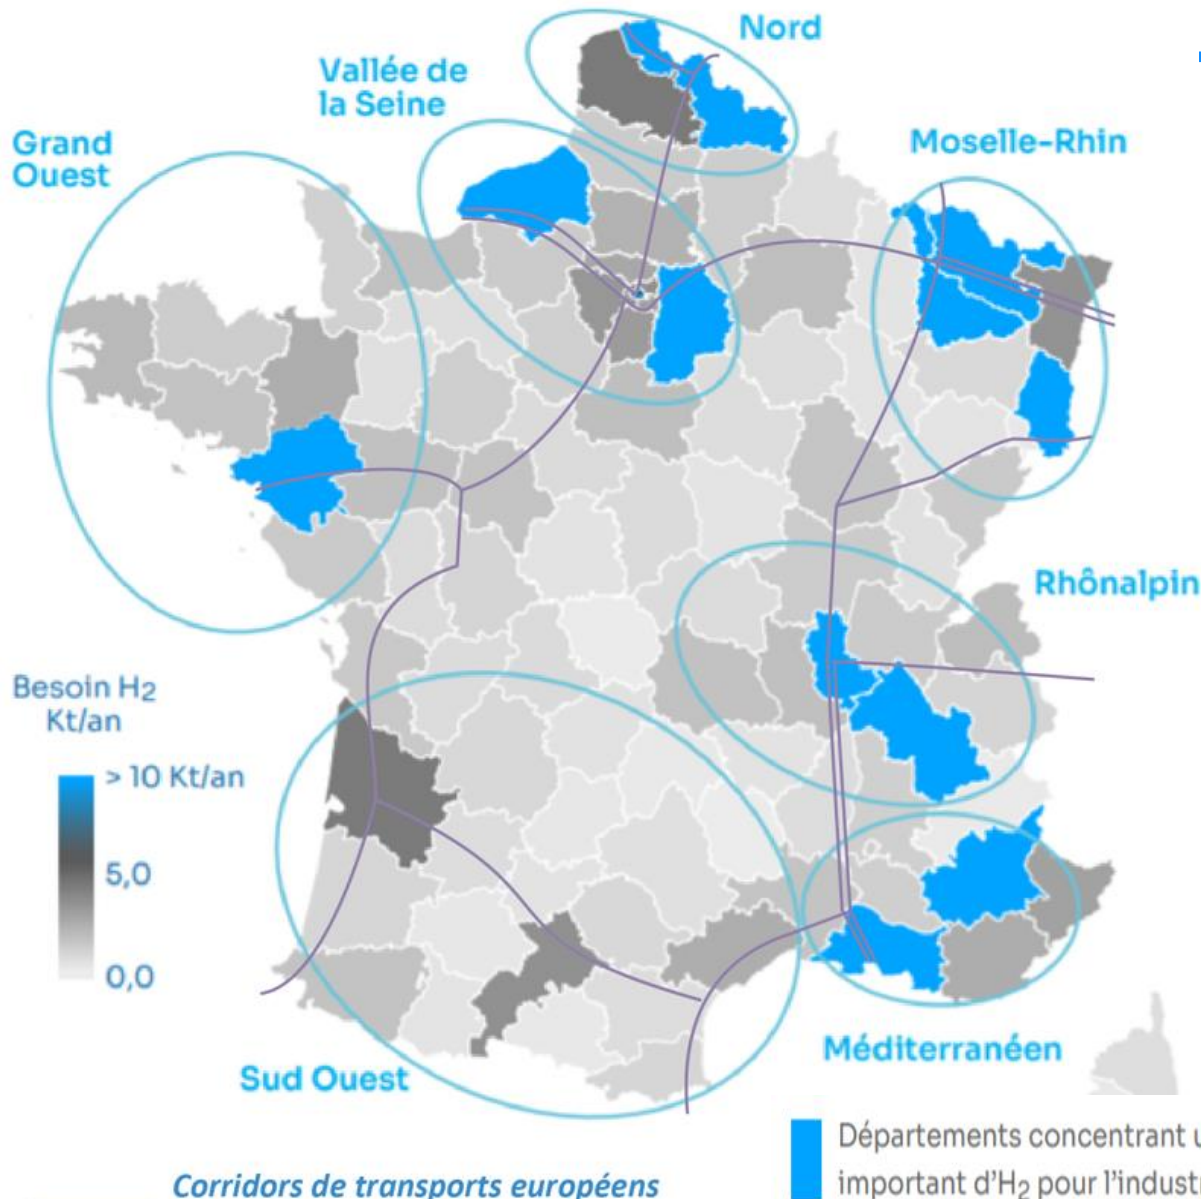 Nord
Vallée de
la Seine
Grand
Ouest
Moselle-Rhin
Rhônalpin
Besoin H₂
Kt/an
> 10 Kt/an
5,0
0,0
Sud Ouest
Méditerranéen
Départements concentrant
important d'H₂ pour
Corridors de transports européens